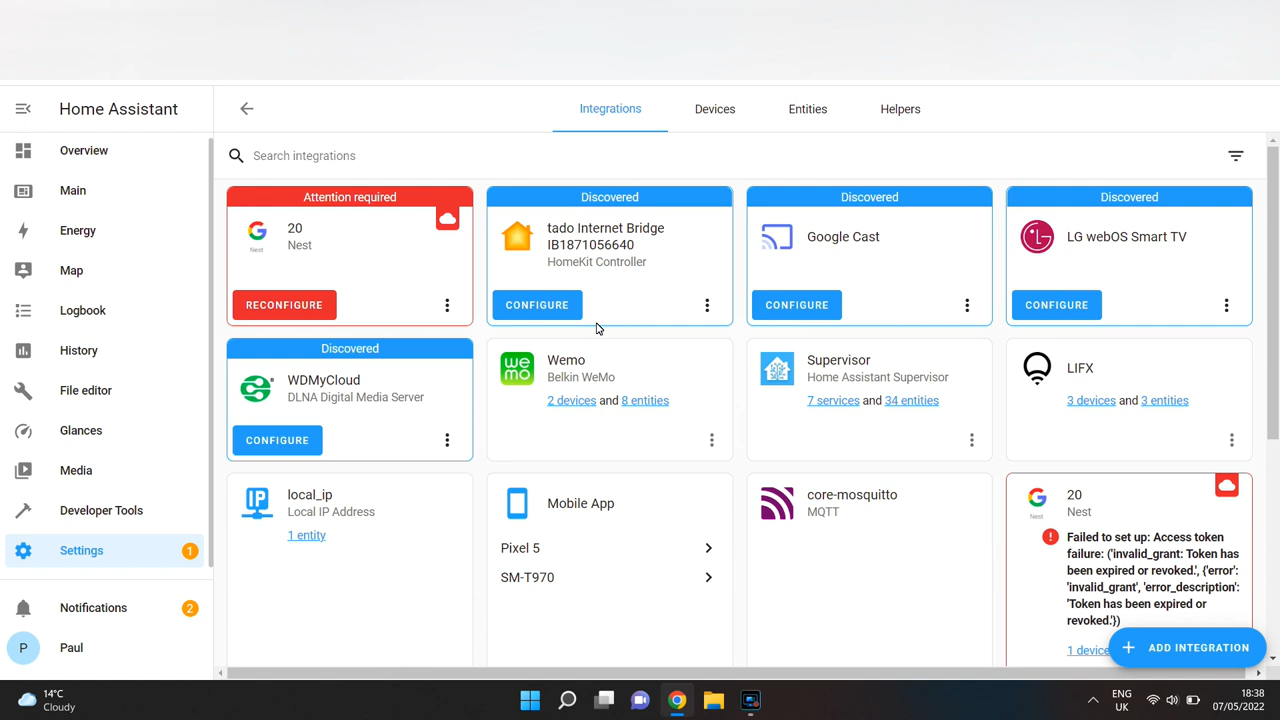 Home Assistant
Integrations
Devices
Entities
Helpers
Overview
Main
Energy
Map
Logbook
History
File editor
Glances
Media
Developer Tools
Settings
1
Notifications
2
P
Paul
Search integrations
Attention required
20
Nest
Nest
RECONFIGURE
Discovered
tado Internet Bridge
IB1871056640
HomeKit Controller
CONFIGURE
Discovered
Google Cast
CONFIGURE
Discovered
LG webOS Smart TV
CONFIGURE
Discovered
WDMyCloud
DLNA Digital Media Server
CONFIGURE
we
mo
Wemo
Belkin WeMo
2 devices and 8 entities
Supervisor
Home Assistant Supervisor
7 services and 34 entities
LIFX
3 devices and 3 entities
IP
local_ip
Local IP Address
1 entity
Mobile App
Pixel 5
SM-T970
core-mosquitto
MQTT
20
Nest
Nest
Failed to set up: Access token
failure: ('invalid_grant: Token has
been expired or revoked.', {'error':
'invalid_grant', 'error_description':
'Token has been expired or
revoked.'})
1 device
ADD INTEGRATION
14°C
Cloudy
ENG
UK
18:38
07/05/2022